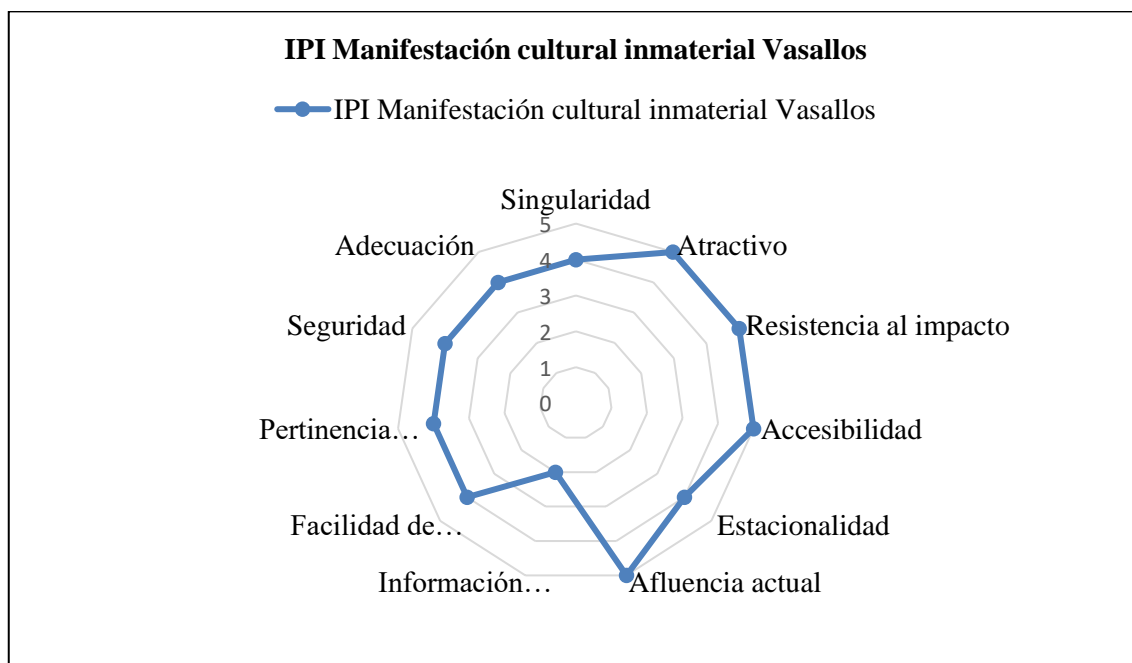 IPI Manifestación cultural inmaterial Vasallos
IPI Manifestación cultural inmaterial Vasallos
Singularidad
Atractivo
Resistencia al impacto
Accesibilidad
Estacionalidad
Afluencia actual
Información…
Facilidad de…
Pertinencia…
Seguridad
Adecuación
5
4
3
2
1
0